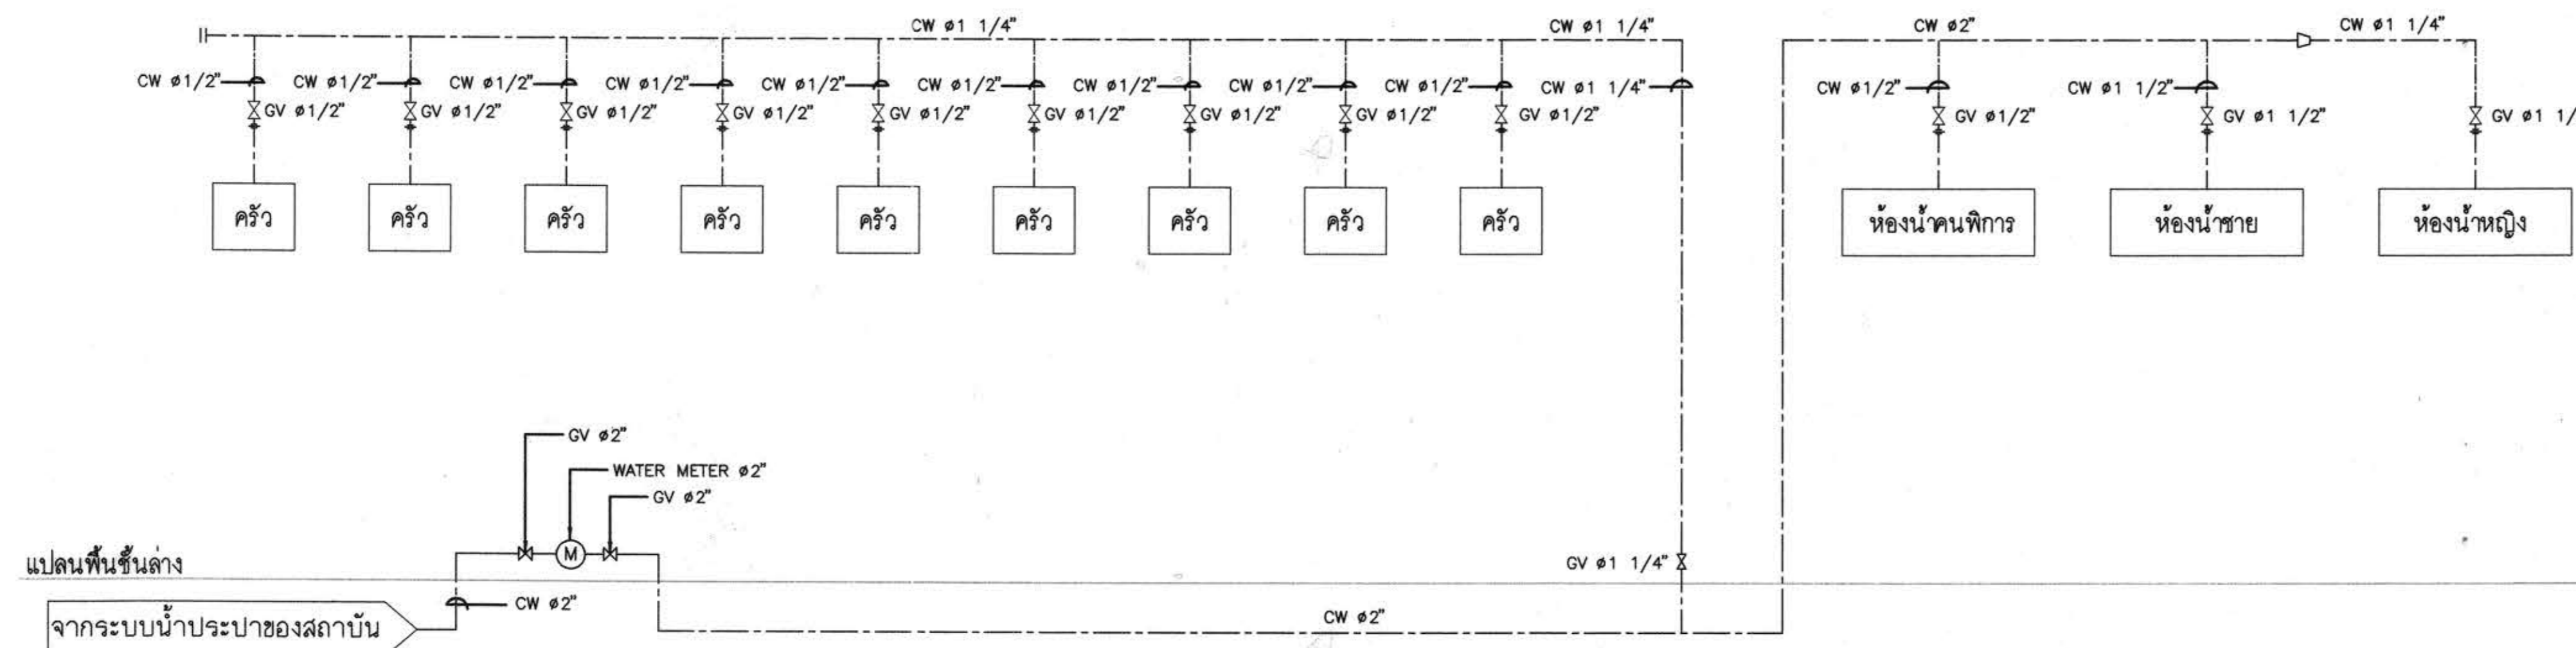 CW ø1 1/4" CW ø1 1/4" CW ø2" CW ø1 1/4"
CW ø1/2" CW ø1/2" CW ø1/2" CW ø1/2" CW ø1/2" CW ø1/2" CW ø1/2" CW ø1/2" CW ø1/2" CW ø1 1/4" CW ø1/2" CW ø1 1/2"
GV ø1/2" GV ø1/2" GV ø1/2" GV ø1/2" GV ø1/2" GV ø1/2" GV ø1/2" GV ø1/2" GV ø1/2" GV ø1/2" GV ø1 1/2" GV ø1 1/
ครัว ครัว ครัว ครัว ครัว ครัว ครัว ครัว ครัว ห้องน้ำคนพิการ ห้องน้ำชาย ห้องน้ำหญิง
GV ø2"
WATER METER ø2"
GV ø2"
M
แปลนพื้นชั้นล่าง
GV ø1 1/4"
CW ø2"
จากระบบน้ำประปาของสถาบัน
CW ø2"